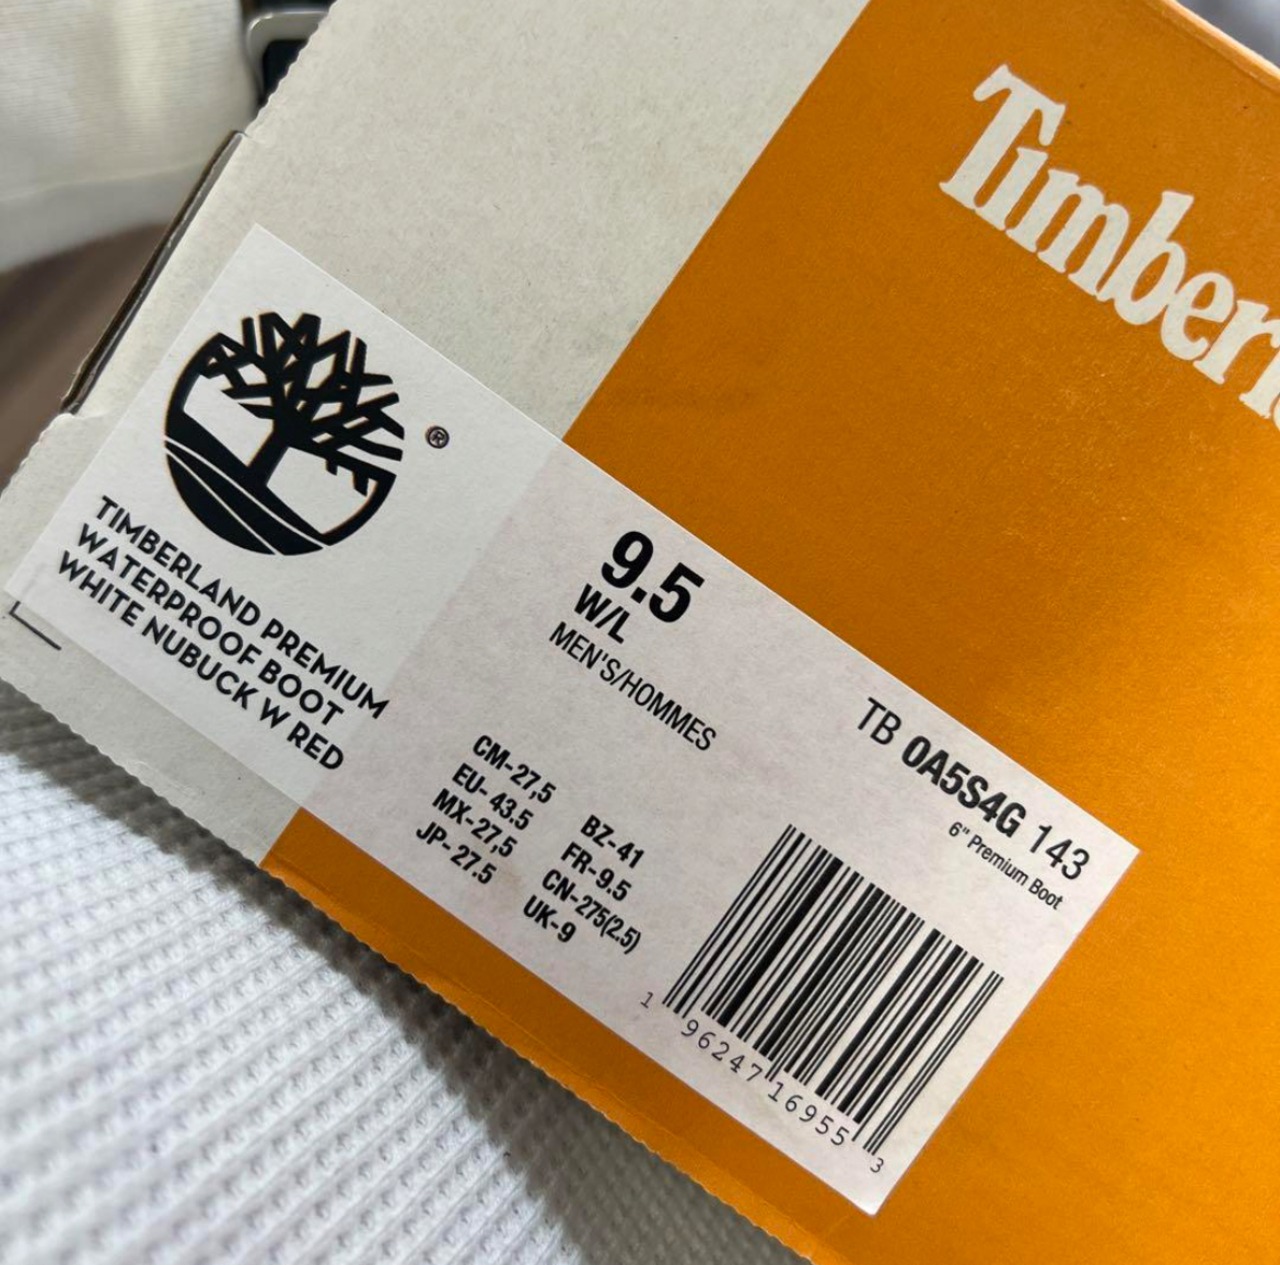 Timberl
®
TIMBERLAND PREMIUM
WATERPROOF BOOT
WHITE NUBUCK W RED
9.5
W/L
MEN'S/HOMMES
CM-27,5
EU- 43.5
MX-27,5
JP- 27.5
BZ-41
FR-9.5
CN-275(2.5)
UK-9
TB 0A5S4G 143
6" Premium Boot
1 96247 16955 3